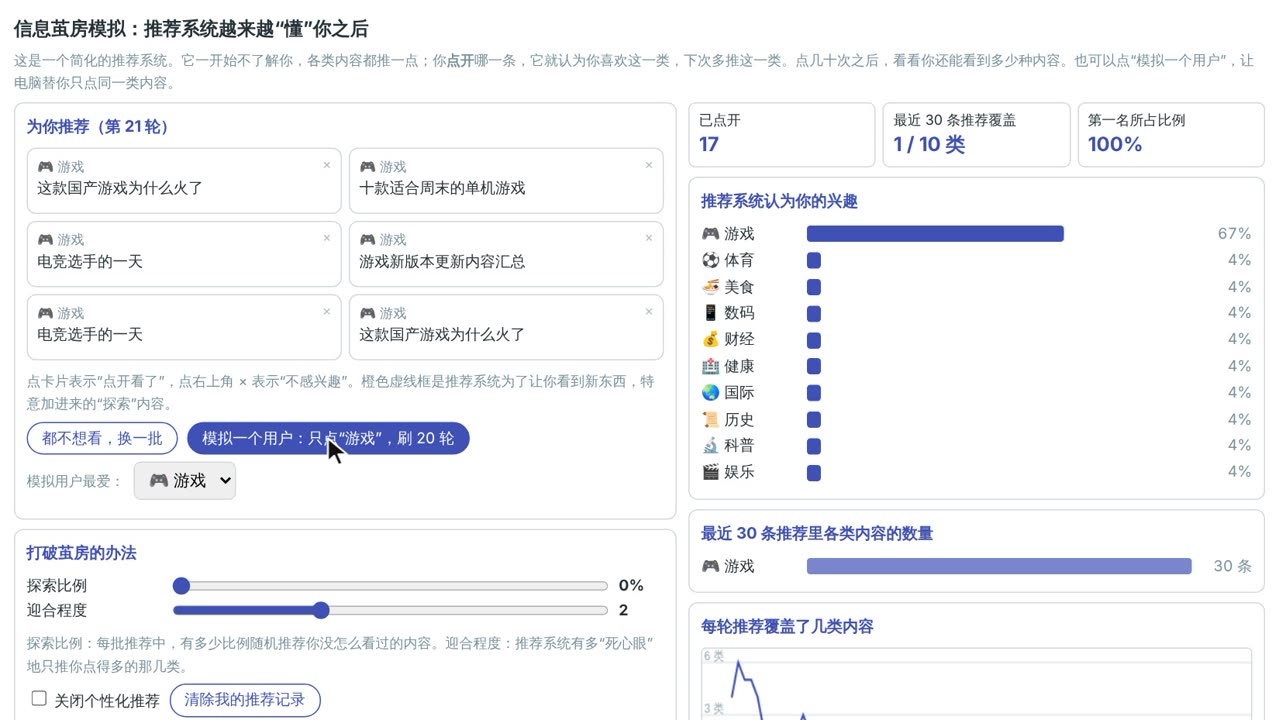 信息茧房模拟：推荐系统越来越“懂”你之后
这是一个简化的推荐系统。它一开始不了解你，各类内容都推一点；你点开哪一条，它就认为你喜欢这一类，下次多推这一类。点几十次之后，看看你还能看到多少种内容。也可以点“模拟一个用户”，让
电脑替你只点同一类内容。
为你推荐（第 21 轮）
游戏 ×
这款国产游戏为什么火了
游戏 ×
十款适合周末的单机游戏
游戏 ×
电竞选手的一天
游戏 ×
游戏新版本更新内容汇总
游戏 ×
电竞选手的一天
游戏 ×
这款国产游戏为什么火了
点卡片表示“点开看了”，点右上角 × 表示“不感兴趣”。橙色虚线框是推荐系统为了让你看到新东西，特
意加进来的“探索”内容。
都不想看，换一批
模拟一个用户：只点“游戏”，刷 20 轮
模拟用户最爱： 游戏
打破茧房的办法
探索比例 0%
迎合程度 2
探索比例：每批推荐中，有多少比例随机推荐你没怎么看过的内容。迎合程度：推荐系统有多“死心眼”
地只推你点得多的那几类。
关闭个性化推荐 清除我的推荐记录
已点开
17
最近 30 条推荐覆盖
1 / 10 类
第一名所占比例
100%
推荐系统认为你的兴趣
游戏 67%
体育 4%
美食 4%
数码 4%
财经 4%
健康 4%
国际 4%
历史 4%
科普 4%
娱乐 4%
最近 30 条推荐里各类内容的数量
游戏 30 条
每轮推荐覆盖了几类内容
6 类
3 类